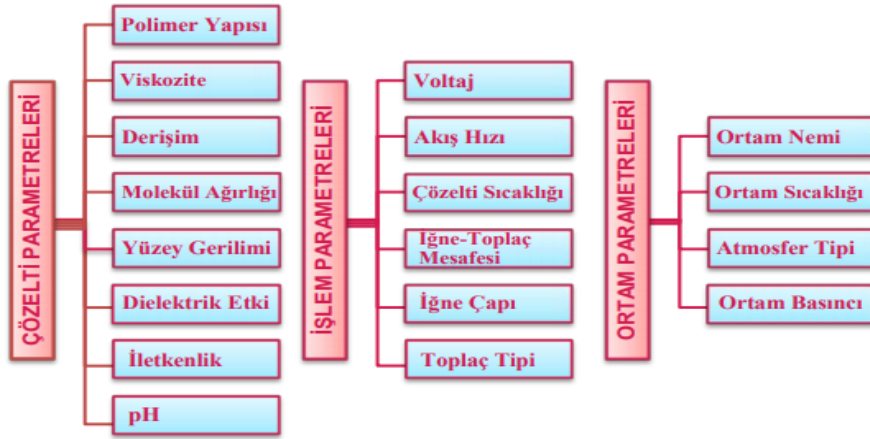 ÇÖZELTİ PARAMETRELERİ
Polimer Yapısı
Viskozite
Derişim
Molekül Ağırlığı
Yüzey Gerilimi
Dielektrik Etki
İletkenlik
pH
İŞLEM PARAMETRELERİ
Voltaj
Akış Hızı
Çözelti Sıcaklığı
İğne-Toplaç
Mesafesi
İğne Çapı
Toplaç Tipi
ORTAM PARAMETRELERİ
Ortam Nemi
Ortam Sıcaklığı
Atmosfer Tipi
Ortam Basıncı